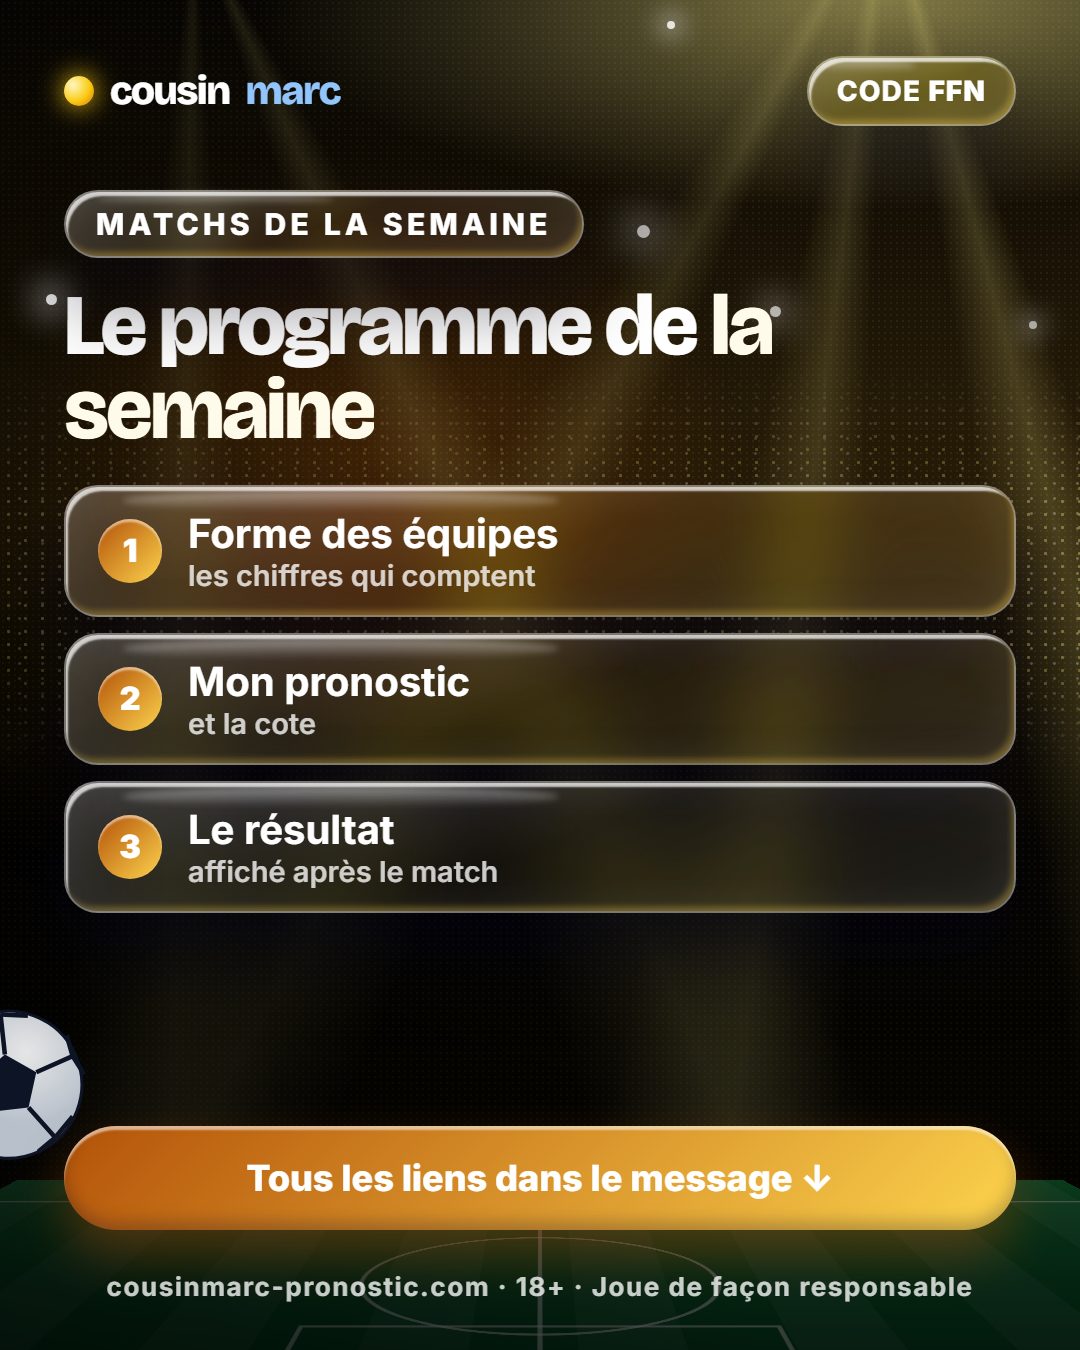 cousin marc
CODE FFN
MATCHS DE LA SEMAINE
Le programme de la
semaine
1
Forme des équipes
les chiffres qui comptent
2
Mon pronostic
et la cote
3
Le résultat
affiché après le match
Tous les liens dans le message ↓
cousinmarc-pronostic.com · 18+ · Joue de façon responsable